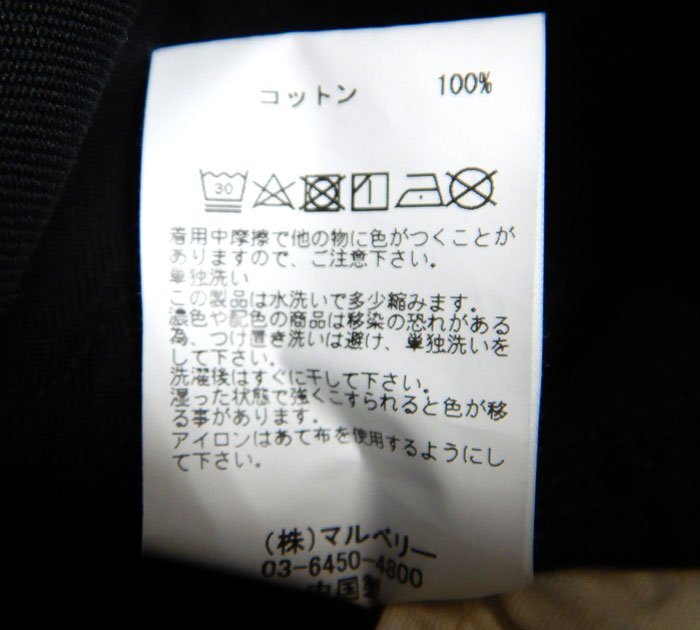 コットン 100%
30
着用中摩擦で他の物に色がつくことが
ありますので、ご注意下さい。
単独洗い
この製品は水洗いで多少縮みます。
濃色や配色の商品は移染の恐れがある
為、つけ置き洗いは避け、単独洗いを
して下さい。
洗濯後はすぐに干して下さい。
湿った状態で強くこすられると色が移
る事があります。
アイロンはあて布を使用するようにし
て下さい。
(株)マルベリー
03-6450-4800
中国製